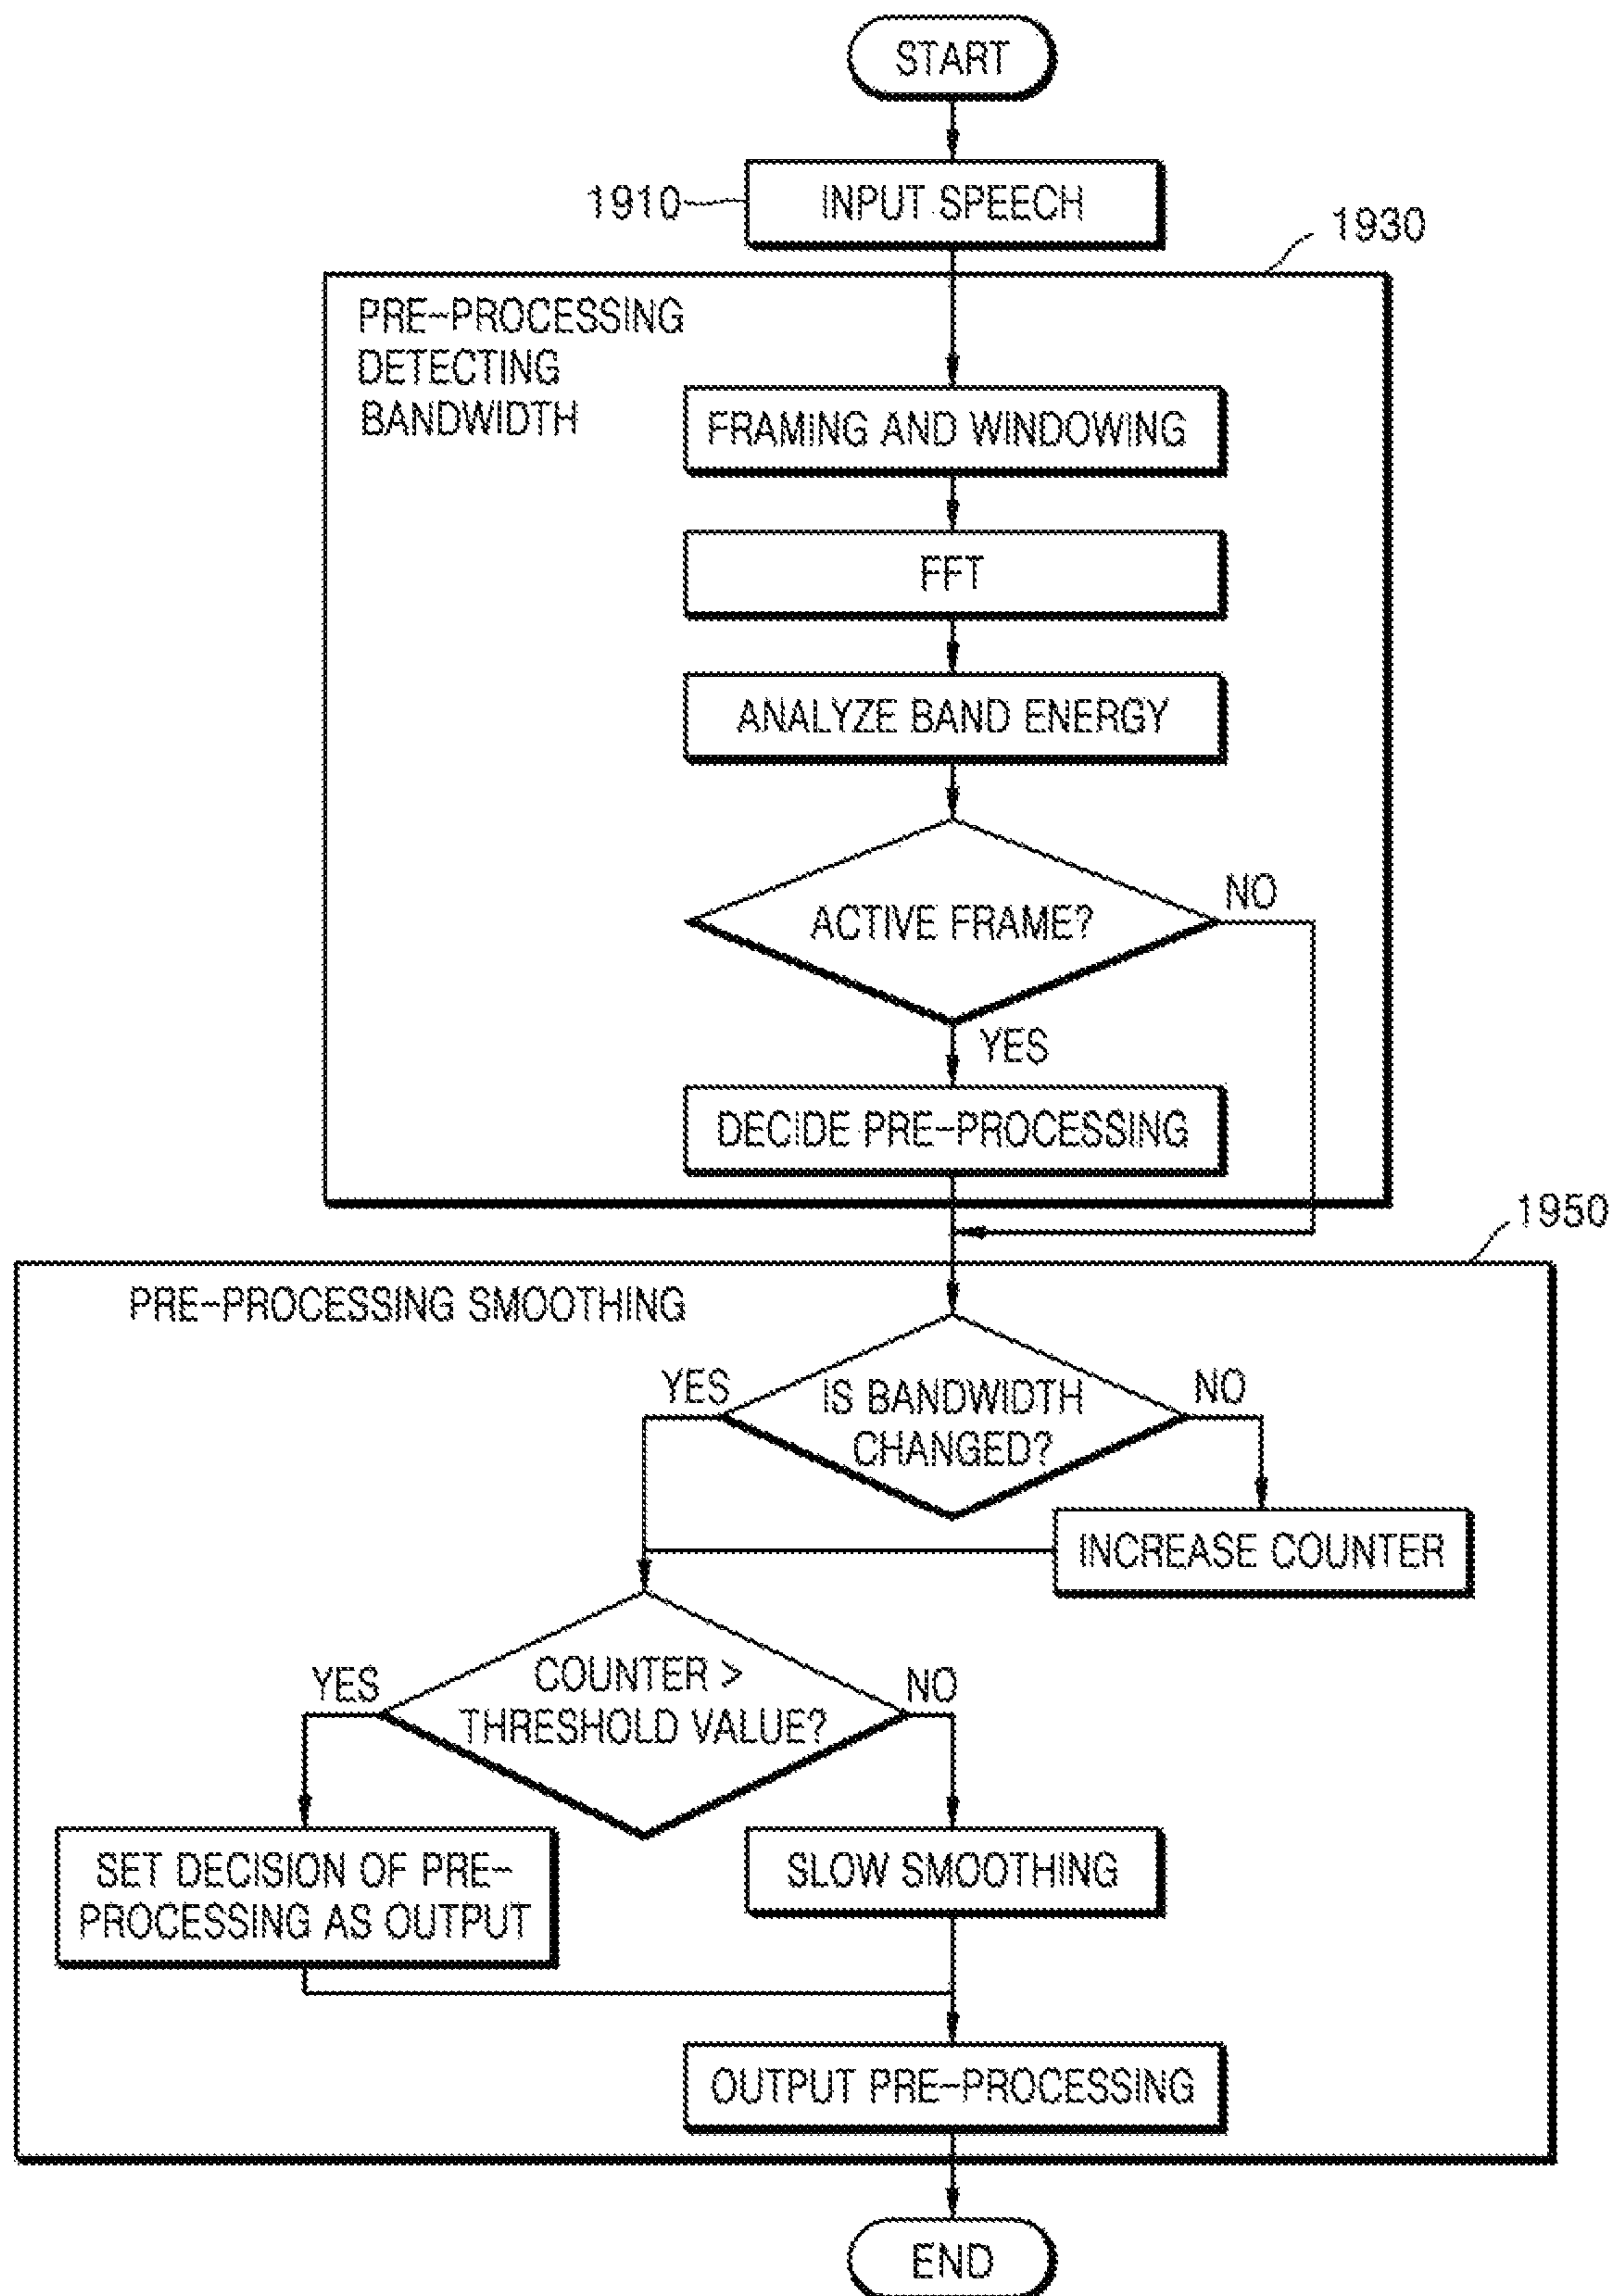 START
1910
INPUT SPEECH
1930
PRE-PROCESSING
DETECTING
BANDWIDTH
FRAMING AND WINDOWING
FFT
ANALYZE BAND ENERGY
ACTIVE FRAME?
NO
YES
DECIDE PRE-PROCESSING
1950
PRE-PROCESSING SMOOTHING
YES
IS BANDWIDTH
CHANGED?
NO
INCREASE COUNTER
YES
COUNTER >
THRESHOLD VALUE?
NO
SET DECISION OF PRE-
PROCESSING AS OUTPUT
SLOW SMOOTHING
OUTPUT PRE-PROCESSING
END